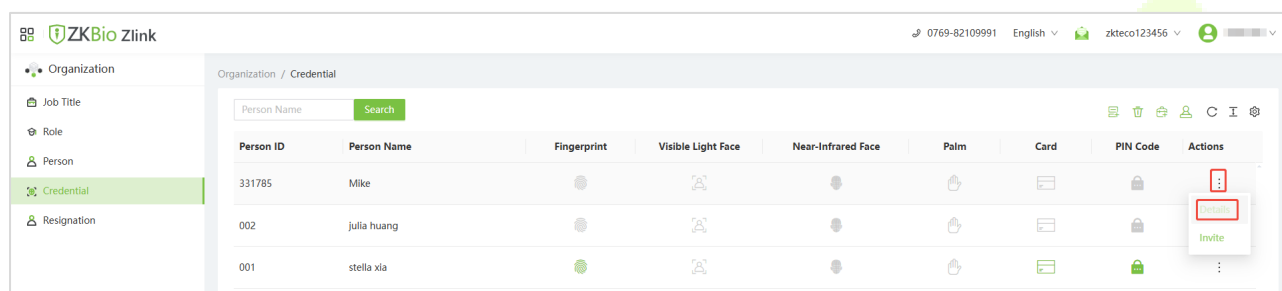 ZKBio Zlink
0769-82109991 English zkteco123456
Organization
Organization / Credential
Job Title
Role
Person
Credential
Resignation
Person Name Search
Person ID Person Name Fingerprint Visible Light Face Near-Infrared Face Palm Card PIN Code Actions
331785 Mike
Details
002 julia huang
Invite
001 stella xia